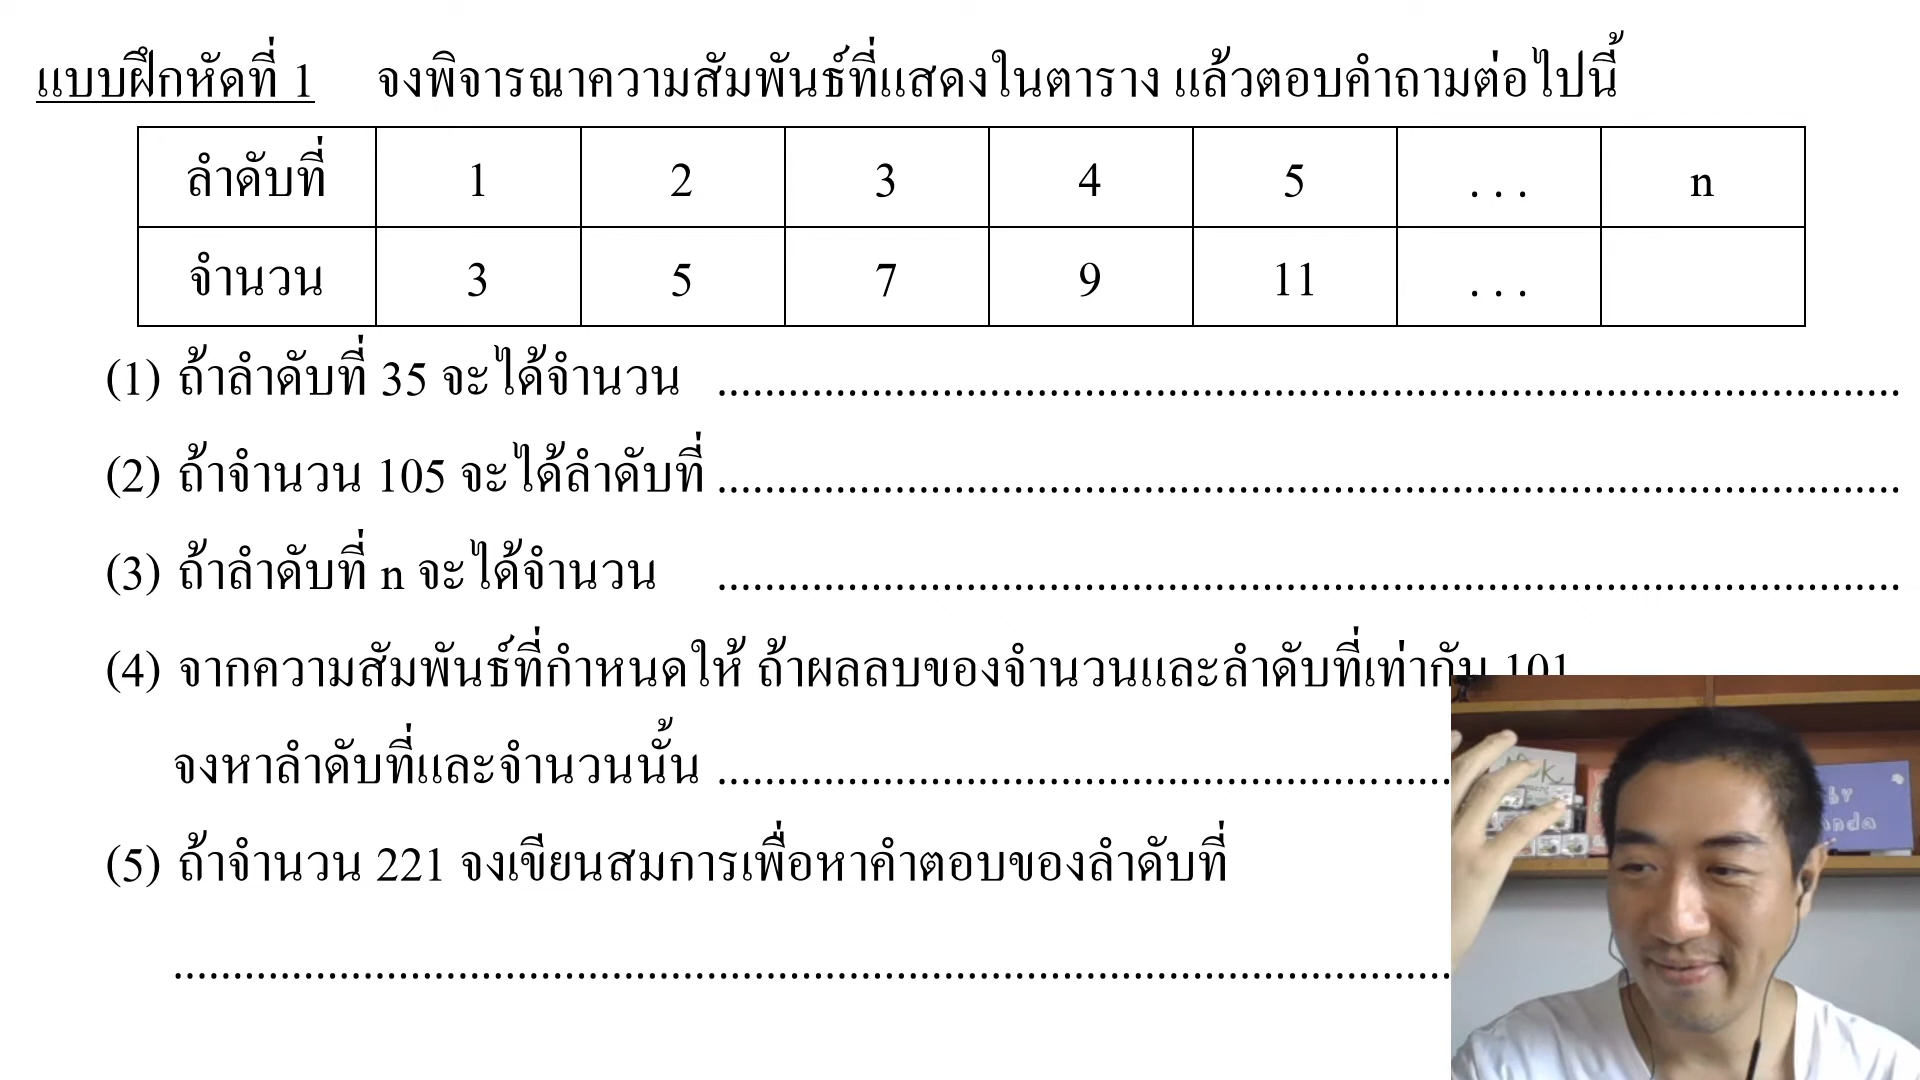 แบบฝึกหัดที่ 1 จงพิจารณาความสัมพันธ์ที่แสดงในตาราง แล้วตอบคำถามต่อไปนี้
ลำดับที่ 1 2 3 4 5 . . . n
จำนวน 3 5 7 9 11 . . .
(1) ถ้าลำดับที่ 35 จะได้จำนวน ....................................................................................................
(2) ถ้าจำนวน 105 จะได้ลำดับที่ ....................................................................................................
(3) ถ้าลำดับที่ n จะได้จำนวน ....................................................................................................
(4) จากความสัมพันธ์ที่กำหนดให้ ถ้าผลลบของจำนวนและลำดับที่เท่ากับ 101
จงหาลำดับที่และจำนวนนั้น ..............................................................
(5) ถ้าจำนวน 221 จงเขียนสมการเพื่อหาคำตอบของลำดับที่
............................................................................................................